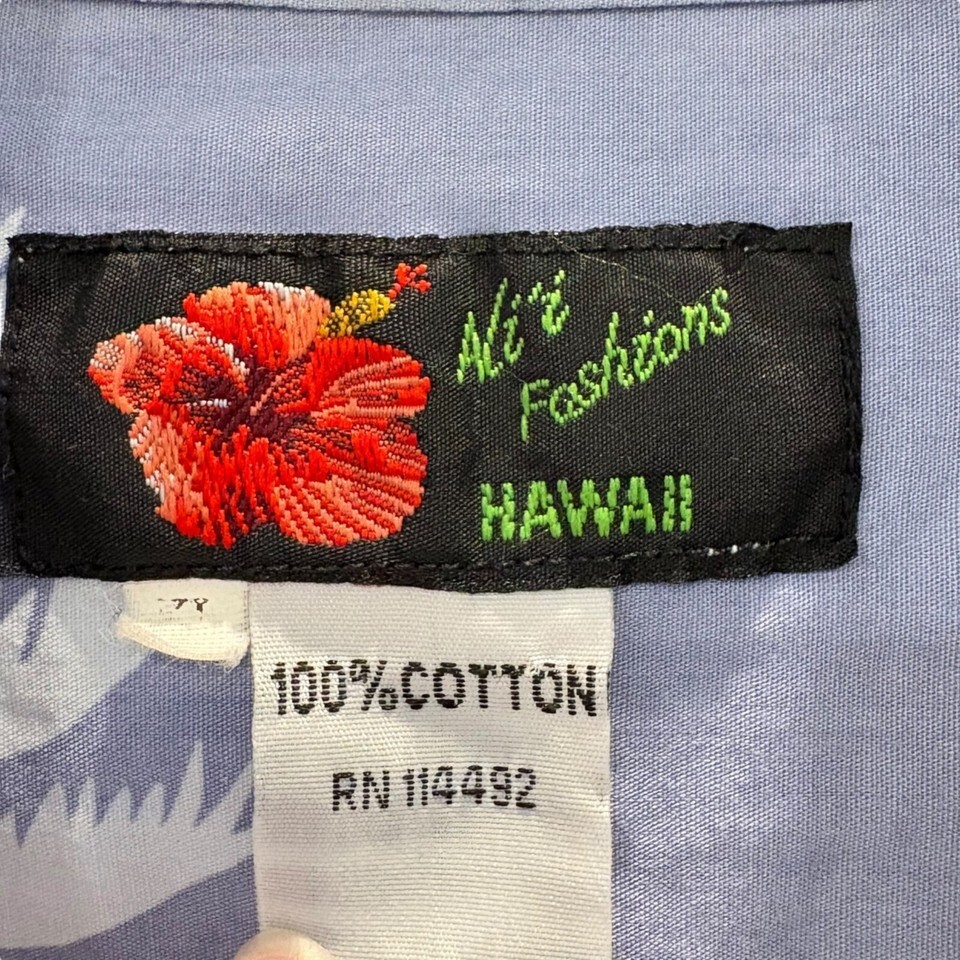 Ali'i
Fashions
HAWAII
100% COTTON
RN 114492